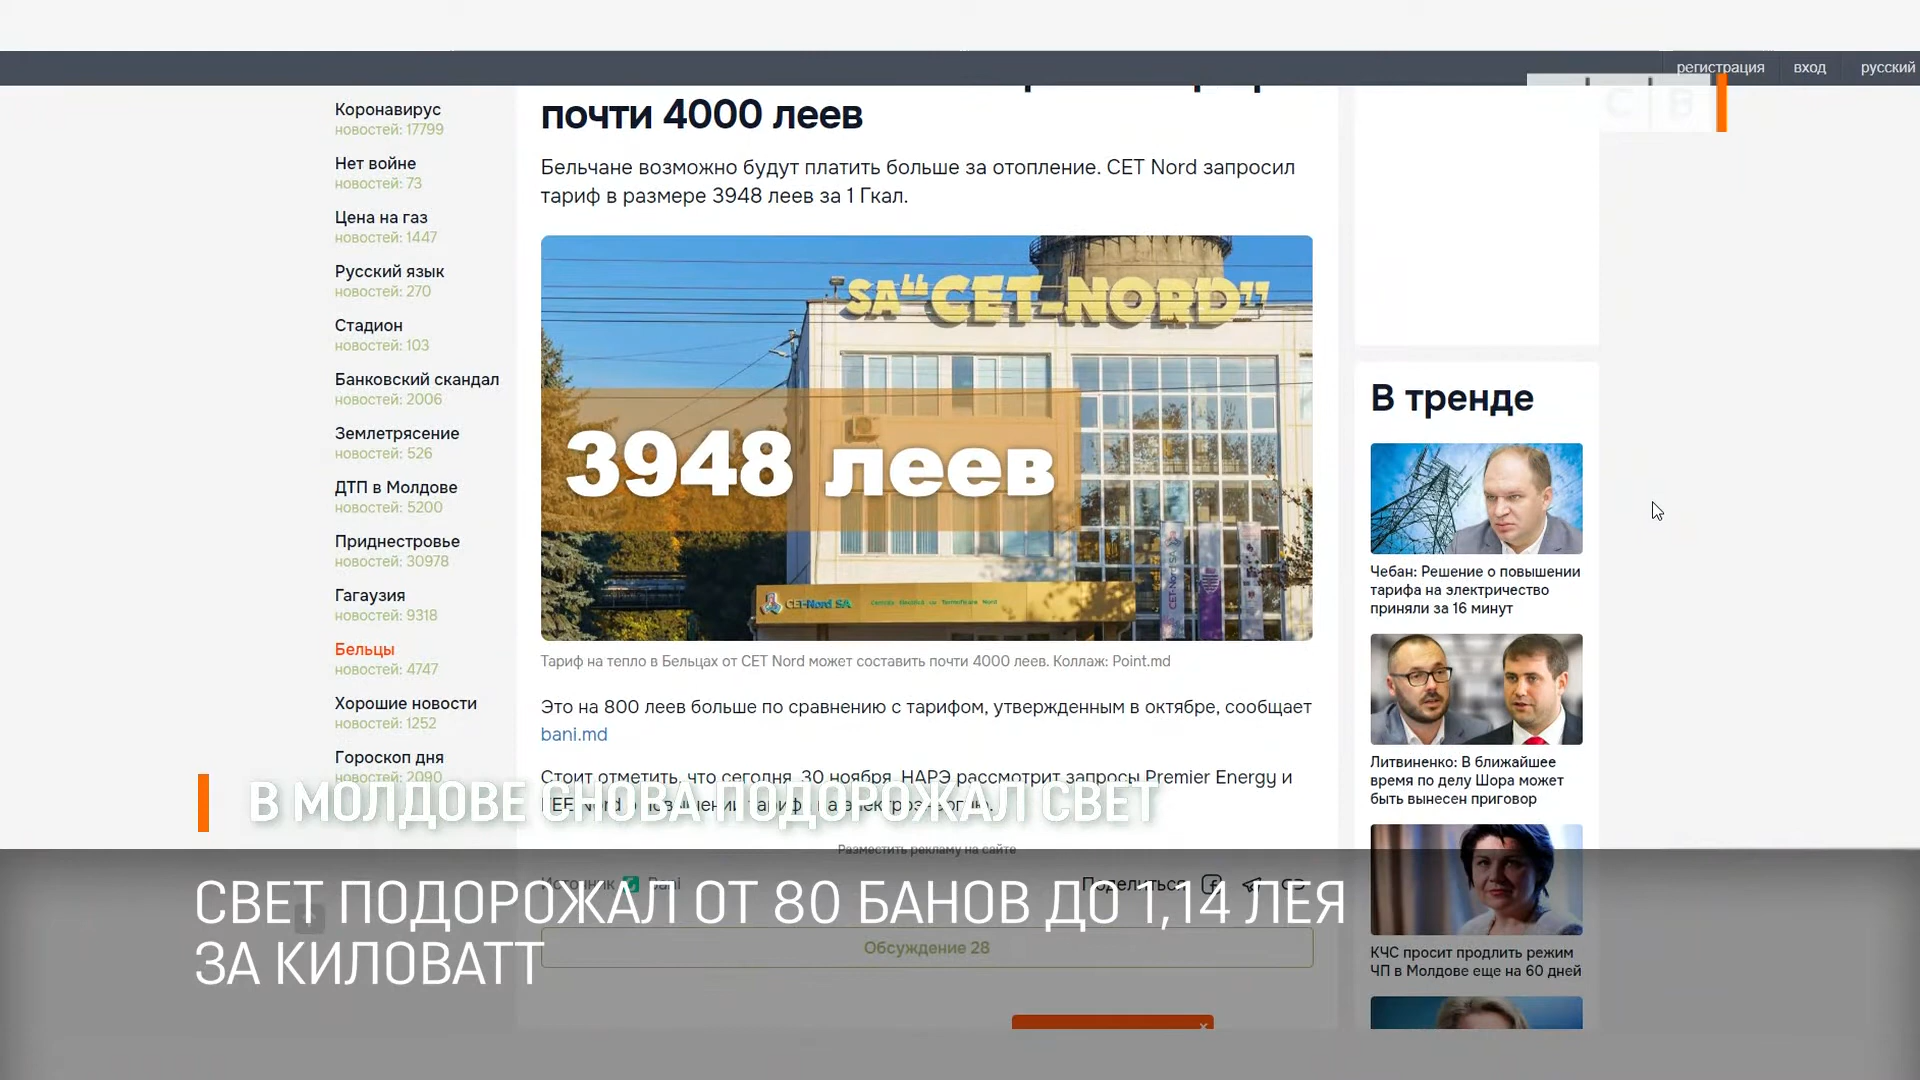 регистрация
вход
русский
С В
Коронавирус
новостей: 17799
Нет войне
новостей: 73
Цена на газ
новостей: 1447
Русский язык
новостей: 270
Стадион
новостей: 103
Банковский скандал
новостей: 2006
Землетрясение
новостей: 526
ДТП в Молдове
новостей: 5200
Приднестровье
новостей: 30978
Гагаузия
новостей: 9318
Бельцы
новостей: 4747
Хорошие новости
новостей: 1252
Гороскоп дня
новостей: 2090
почти 4000 леев
Бельчане возможно будут платить больше за отопление. CET Nord запросил
тариф в размере 3948 леев за 1 Гкал.
SA "CET-NORD"
3948 леев
CET-Nord SA
Тариф на тепло в Бельцах от CET Nord может составить почти 4000 леев. Коллаж: Point.md
Это на 800 леев больше по сравнению с тарифом, утвержденным в октябре, сообщает
bani.md
Стоит отметить, что сегодня, 30 ноября, НАРЭ рассмотрит запросы Premier Energy и
Разместить рекламу на сайте
Источник Bani
Поделиться
Обсуждение 28
В тренде
Чебан: Решение о повышении
тарифа на электричество
приняли за 16 минут
Литвиненко: В ближайшее
время по делу Шора может
быть вынесен приговор
КЧС просит продлить режим
ЧП в Молдове еще на 60 дней
В МОЛДОВЕ СНОВА ПОДОРОЖАЛ СВЕТ
СВЕТ ПОДОРОЖАЛ ОТ 80 БАНОВ ДО 1,14 ЛЕЯ
ЗА КИЛОВАТТ